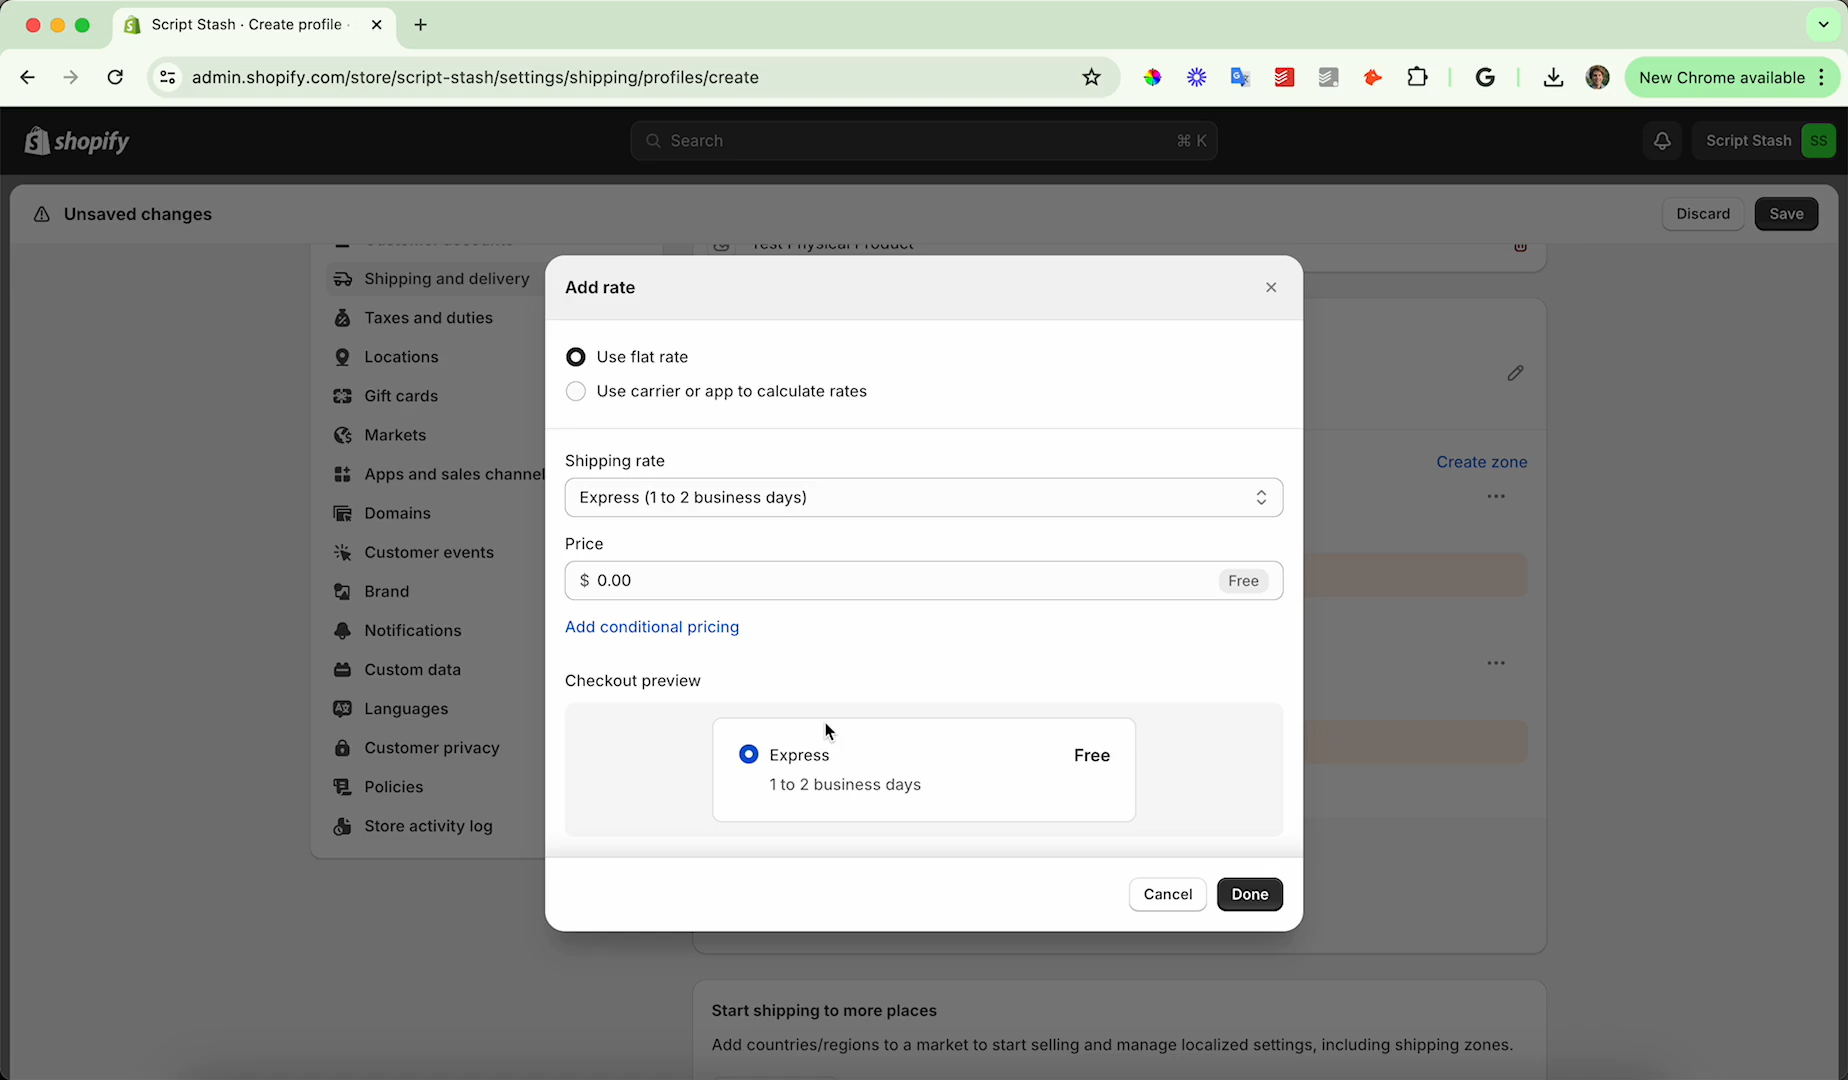 Script Stash · Create profile ·
admin.shopify.com/store/script-stash/settings/shipping/profiles/create
New Chrome available
shopify
Search
⌘ K
Script Stash
SS
Unsaved changes
Discard
Save
Customer accounts
Test Physical Product
Shipping and delivery
Taxes and duties
Locations
Gift cards
Markets
Apps and sales channel
Domains
Customer events
Brand
Notifications
Custom data
Languages
Customer privacy
Policies
Store activity log
Add rate
Use flat rate
Use carrier or app to calculate rates
Shipping rate
Express (1 to 2 business days)
Price
$ 0.00
Free
Add conditional pricing
Checkout preview
Express
Free
1 to 2 business days
Cancel
Done
Create zone
Start shipping to more places
Add countries/regions to a market to start selling and manage localized settings, including shipping zones.